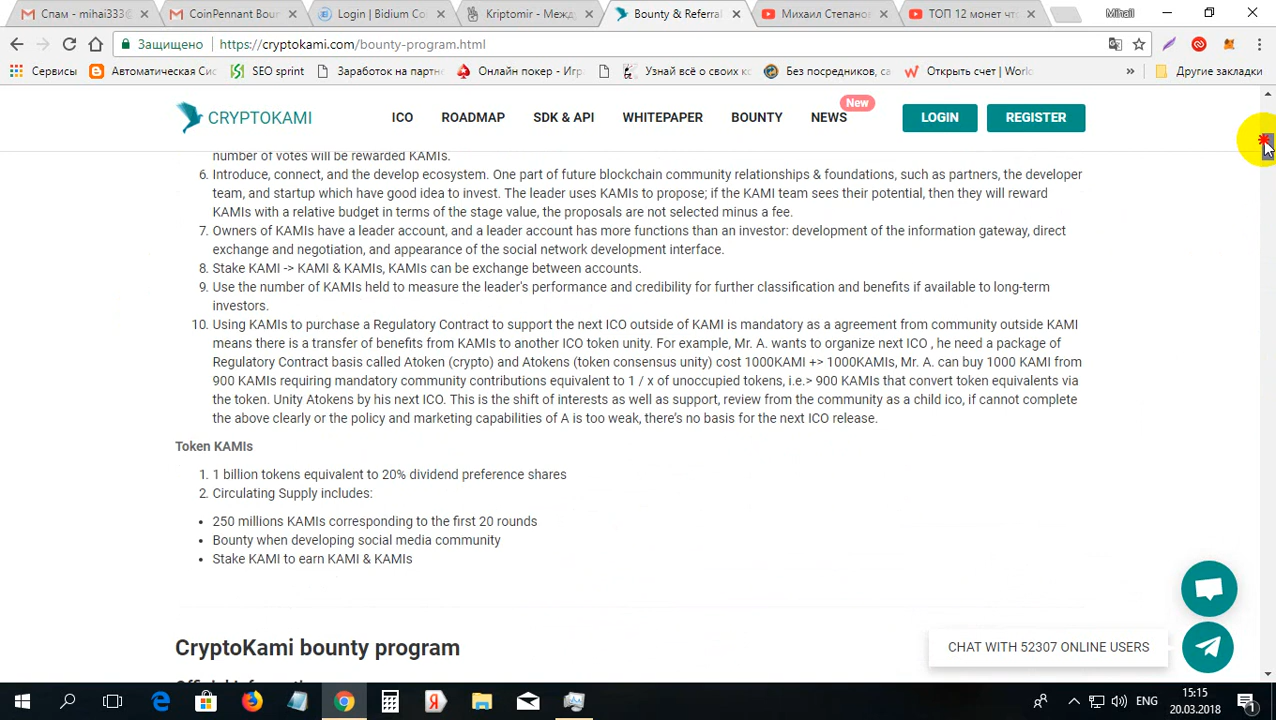 Спам - mihai333
CoinPennant Boun
Login | Bidium Con
Kriptomir - Межд
Bounty & Referral
Михаил Степанов
ТОП 12 монет что
Mihail
Защищено
https://cryptokami.com/bounty-program.html
Сервисы
Автоматическая Сис
SEO sprint
Заработок на партн
Онлайн покер - Игр
Узнай всё о своих ко
Без посредников, са
Открыть счет | Worl
»
Другие закладки
CRYPTOKAMI
ICO
ROADMAP
SDK & API
WHITEPAPER
BOUNTY
NEWS
New
LOGIN
REGISTER
number of votes will be rewarded KAMIs.
6. Introduce, connect, and the develop ecosystem. One part of future blockchain community relationships & foundations, such as partners, the developer
team, and startup which have good idea to invest. The leader uses KAMIs to propose; if the KAMI team sees their potential, then they will reward
KAMIs with a relative budget in terms of the stage value, the proposals are not selected minus a fee.
7. Owners of KAMIs have a leader account, and a leader account has more functions than an investor: development of the information gateway, direct
exchange and negotiation, and appearance of the social network development interface.
8. Stake KAMI -> KAMI & KAMIs, KAMIs can be exchange between accounts.
9. Use the number of KAMIs held to measure the leader's performance and credibility for further classification and benefits if available to long-term
investors.
10. Using KAMIs to purchase a Regulatory Contract to support the next ICO outside of KAMI is mandatory as a agreement from community outside KAMI
means there is a transfer of benefits from KAMIs to another ICO token unity. For example, Mr. A. wants to organize next ICO , he need a package of
Regulatory Contract basis called Atoken (crypto) and Atokens (token consensus unity) cost 1000KAMI +> 1000KAMIs, Mr. A. can buy 1000 KAMI from
900 KAMIs requiring mandatory community contributions equivalent to 1 / x of unoccupied tokens, i.e.> 900 KAMIs that convert token equivalents via
the token. Unity Atokens by his next ICO. This is the shift of interests as well as support, review from the community as a child ico, if cannot complete
the above clearly or the policy and marketing capabilities of A is too weak, there's no basis for the next ICO release.
Token KAMIs
1. 1 billion tokens equivalent to 20% dividend preference shares
2. Circulating Supply includes:
• 250 millions KAMIs corresponding to the first 20 rounds
• Bounty when developing social media community
• Stake KAMI to earn KAMI & KAMIs
CryptoKami bounty program
CHAT WITH 52307 ONLINE USERS
ENG
15:15
20.03.2018